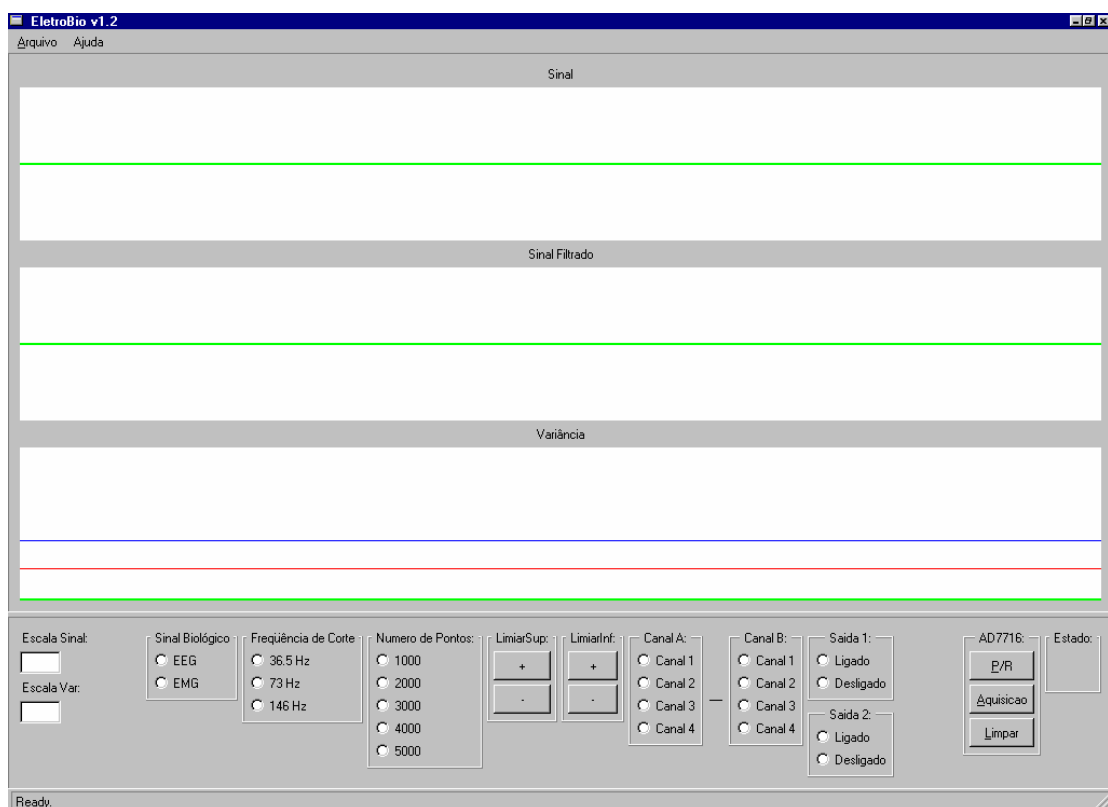 EletroBio v1.2
Arquivo Ajuda
Sinal
Sinal Filtrado
Variância
Escala Sinal:
Escala Var:
Sinal Biológico
EEG
EMG
Freqüência de Corte
36.5 Hz
73 Hz
146 Hz
Numero de Pontos:
1000
2000
3000
4000
5000
LimiarSup:
+
-
LimiarInf:
+
-
Canal A:
Canal 1
Canal 2
Canal 3
Canal 4
—
Canal B:
Canal 1
Canal 2
Canal 3
Canal 4
Saida 1:
Ligado
Desligado
Saida 2:
Ligado
Desligado
AD7716:
P/R
Aquisicao
Limpar
Estado:
Ready.